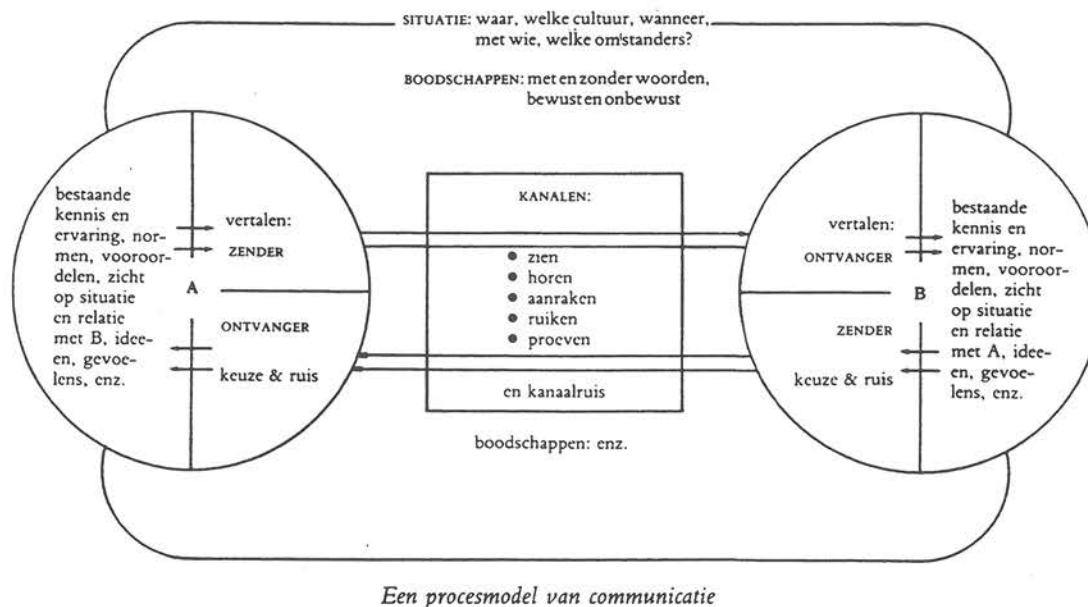 SITUATIE: waar, welke cultuur, wanneer,
met wie, welke om'standers?
BOODSCHAPPEN: met en zonder woorden,
bewust en onbewust
bestaande
kennis en
ervaring, nor-
men, vooroor-
delen, zicht
op situatie
en relatie
met B, idee-
en, gevoe-
lens, enz.
A
vertalen:
ZENDER
ONTVANGER
keuze & ruis
KANALEN:
• zien
• horen
• aanraken
• ruiken
• proeven
en kanaalruis
boodschappen: enz.
vertalen:
ONTVANGER
ZENDER
keuze & ruis
B
bestaande
kennis en
ervaring, nor-
men, vooroor-
delen, zicht
op situatie
en relatie
met A, idee-
en, gevoe-
lens, enz.
Een procesmodel van communicatie